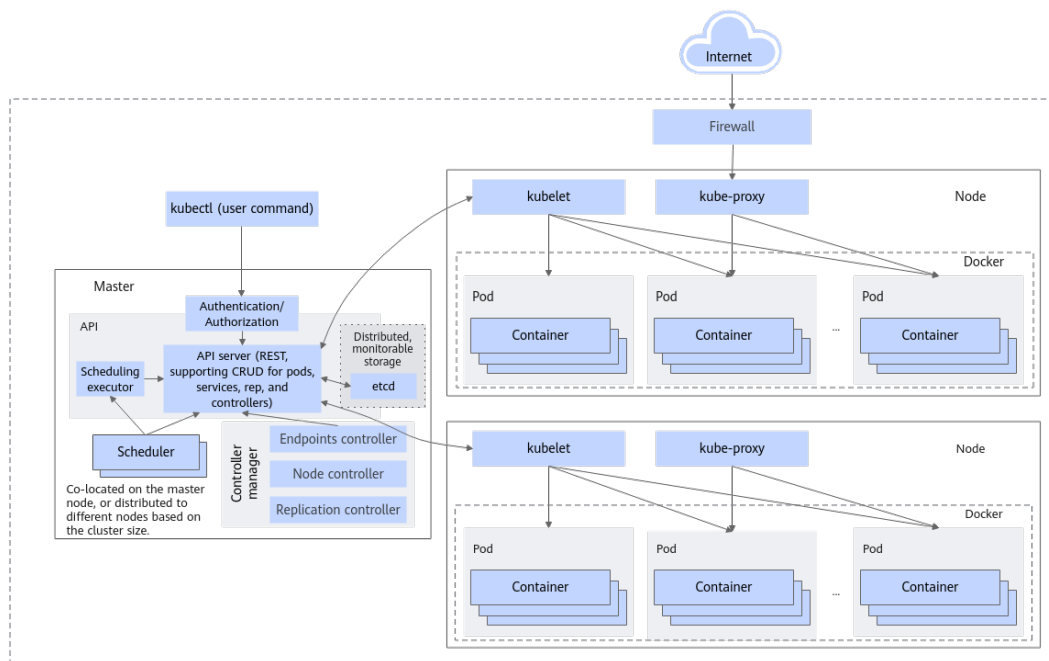 Internet
Firewall
kubelet
kube-proxy
Node
kubectl (user command)
Docker
Master
Pod
Pod
Pod
Authentication/
Authorization
API
Container
Container
...
Container
Distributed,
monitorable
storage
API server (REST,
supporting CRUD for pods,
services, rep, and
controllers)
Scheduling
executor
etcd
Endpoints controller
Node controller
Replication controller
Controller
manager
Scheduler
Co-located on the master
node, or distributed to
different nodes based on
the cluster size.
kubelet
kube-proxy
Node
Docker
Pod
Pod
Pod
Container
Container
...
Container